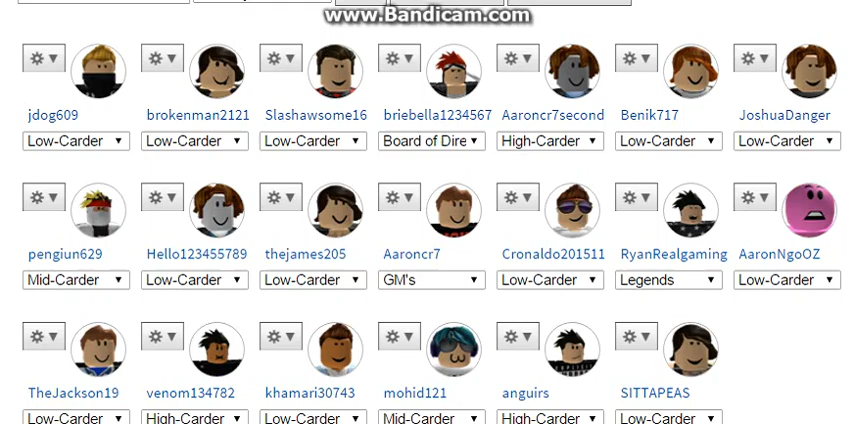 www.Bandicam.com
jdog609 brokenman2121 Slashawsome16 briebella1234567 Aaroncr7second Benik717 JoshuaDanger
Low-Carder Low-Carder Low-Carder Board of Dire High-Carder Low-Carder Low-Carder
pengiun629 Hello123455789 thejames205 Aaroncr7 Cronaldo201511 RyanRealgaming AaronNgoOZ
Mid-Carder Low-Carder Low-Carder GM's Low-Carder Legends Low-Carder
TheJackson19 venom134782 khamari30743 mohid121 anguirs SITTAPEAS
Low-Carder High-Carder Low-Carder Mid-Carder High-Carder Low-Carder